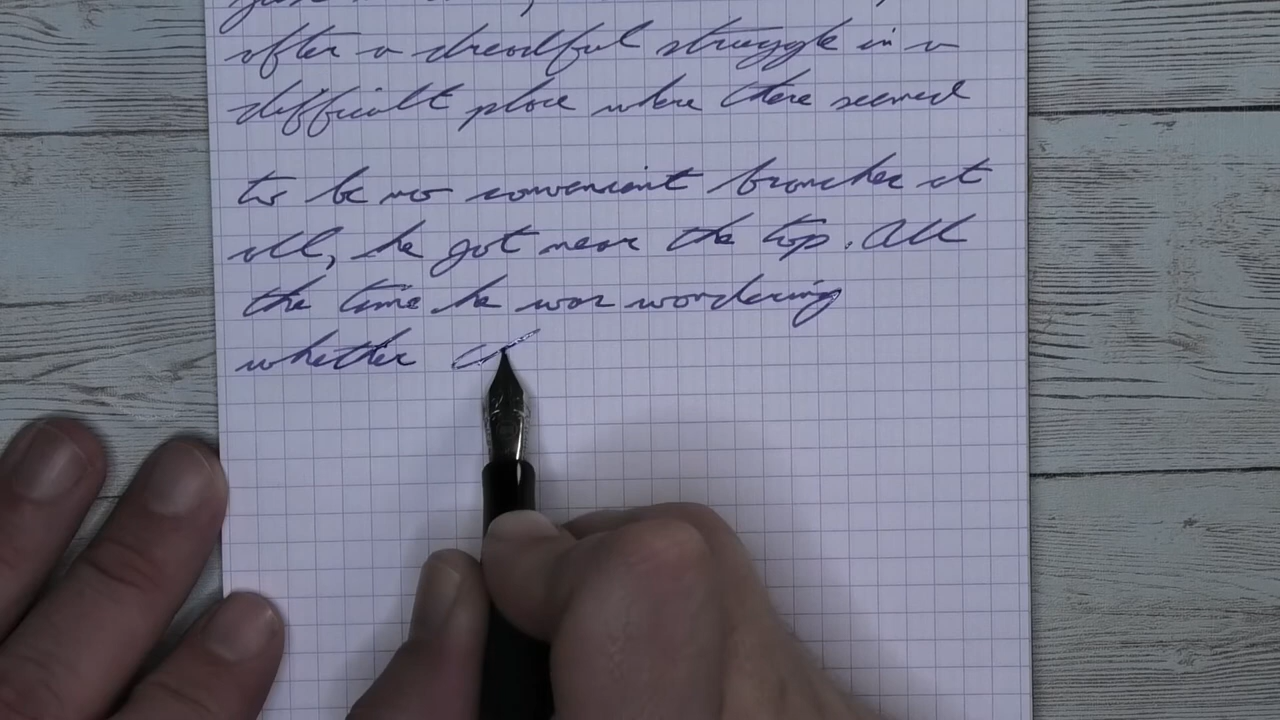 after a dreadful struggle in a
difficult place where there seemed
to be no convenient branches at
all, he got near the top. All
the time he was wondering
whether